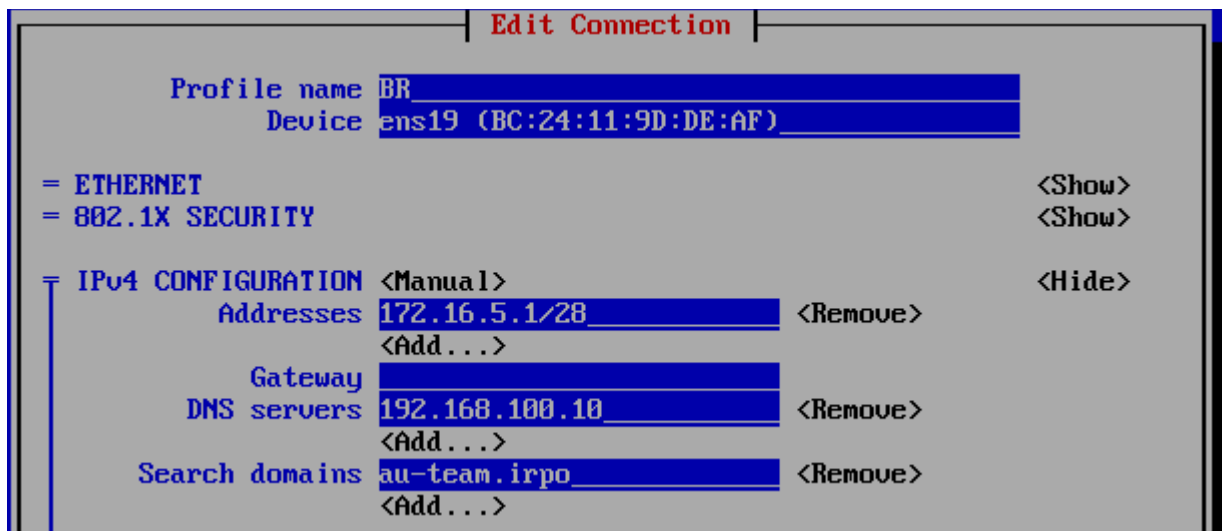 Edit Connection
Profile name BR
Device ens19 (BC:24:11:9D:DE:AF)
= ETHERNET <Show>
= 802.1X SECURITY <Show>
= IPv4 CONFIGURATION <Manual> <Hide>
Addresses 172.16.5.1/28 <Remove>
<Add...>
Gateway
DNS servers 192.168.100.10 <Remove>
<Add...>
Search domains au-team.irpo <Remove>
<Add...>